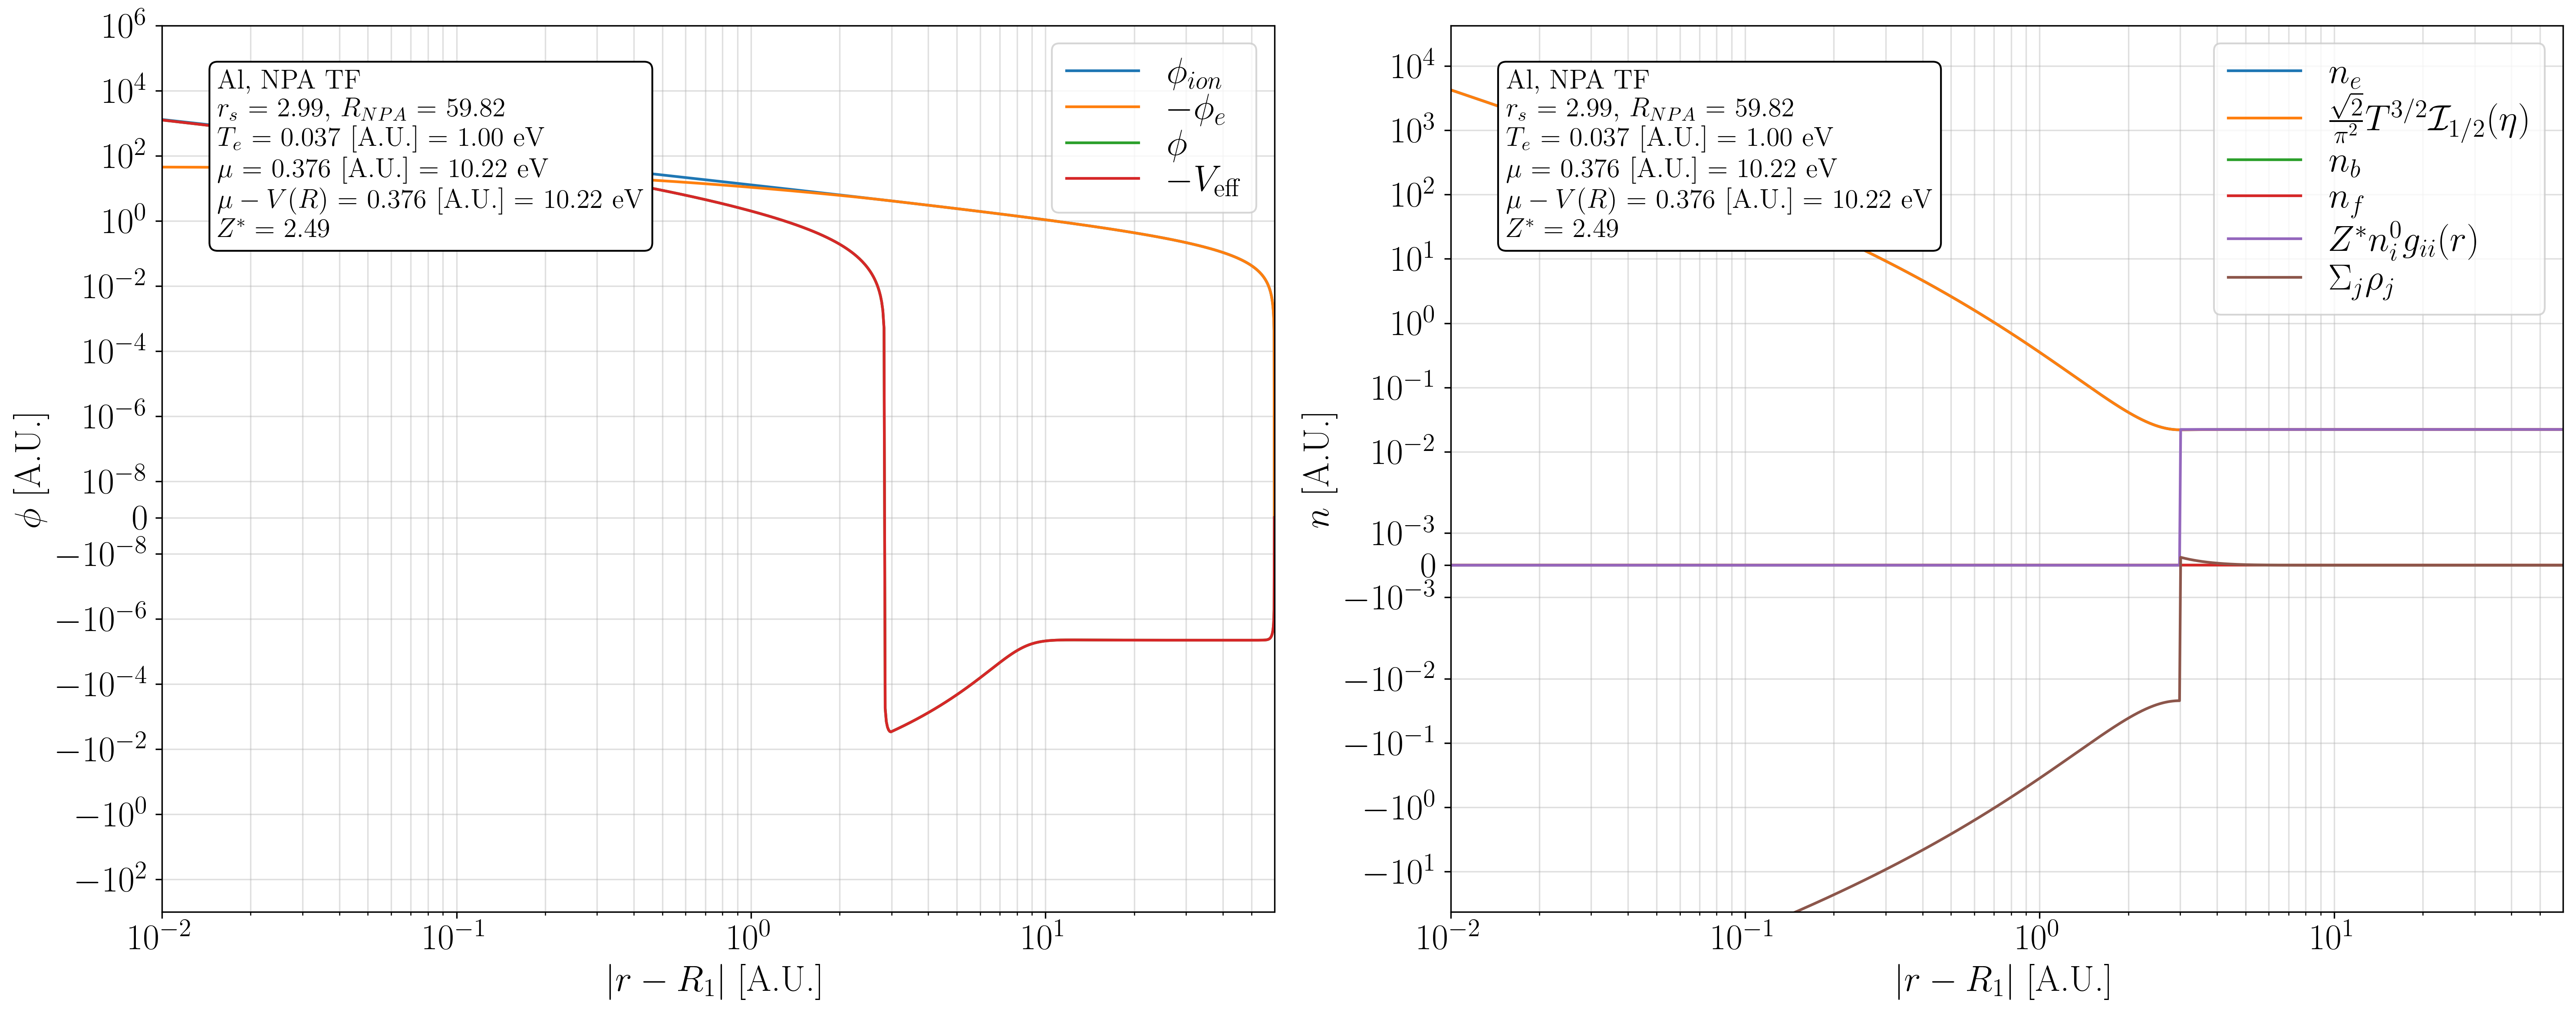 10^6
10^4
10^2
10^0
10^−2
10^−4
10^−6
10^−8
0
−10^−8
−10^−6
−10^−4
−10^−2
−10^0
−10^2
ϕ [A.U.]
10^−2
10^−1
10^0
10^1
|r − R_1| [A.U.]
Al, NPA TF
r_s = 2.99, R_NPA = 59.82
T_e = 0.037 [A.U.] = 1.00 eV
μ = 0.376 [A.U.] = 10.22 eV
μ − V(R) = 0.376 [A.U.] = 10.22 eV
Z* = 2.49
ϕ_ion
−ϕ_e
ϕ
−V_eff
10^4
10^3
10^2
10^1
10^0
10^−1
10^−2
10^−3
0
−10^−3
−10^−2
−10^−1
−10^0
−10^1
n [A.U.]
10^−2
10^−1
10^0
10^1
|r − R_1| [A.U.]
Al, NPA TF
r_s = 2.99, R_NPA = 59.82
T_e = 0.037 [A.U.] = 1.00 eV
μ = 0.376 [A.U.] = 10.22 eV
μ − V(R) = 0.376 [A.U.] = 10.22 eV
Z* = 2.49
n_e
√2/π^2 T^3/2 I_1/2(η)
n_b
n_f
Z*n_i^0 g_ii(r)
Σ_jρ_j